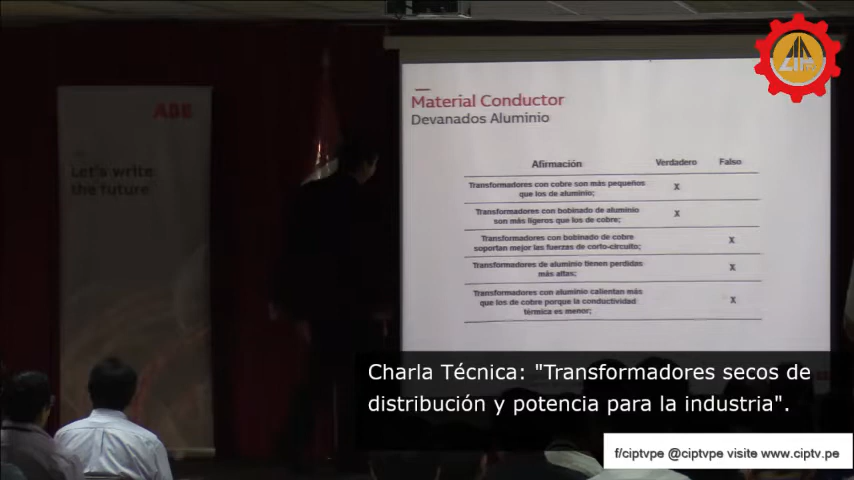 ABB
Let's write
the future
CIP
Material Conductor
Devanados Aluminio
Afirmación Verdadero Falso
Transformadores con cobre son más pequeños
que los de aluminio; X
Transformadores con bobinado de aluminio
son más ligeros que los de cobre; X
Transformadores con bobinado de cobre
soportan mejor las fuerzas de corto-circuito; X
Transformadores de aluminio tienen perdidas
más altas; X
Transformadores con aluminio calientan más
que los de cobre porque la conductividad
térmica es menor; X
Charla Técnica: "Transformadores secos de
distribución y potencia para la industria".
f/ciptvpe @ciptvpe visite www.ciptv.pe